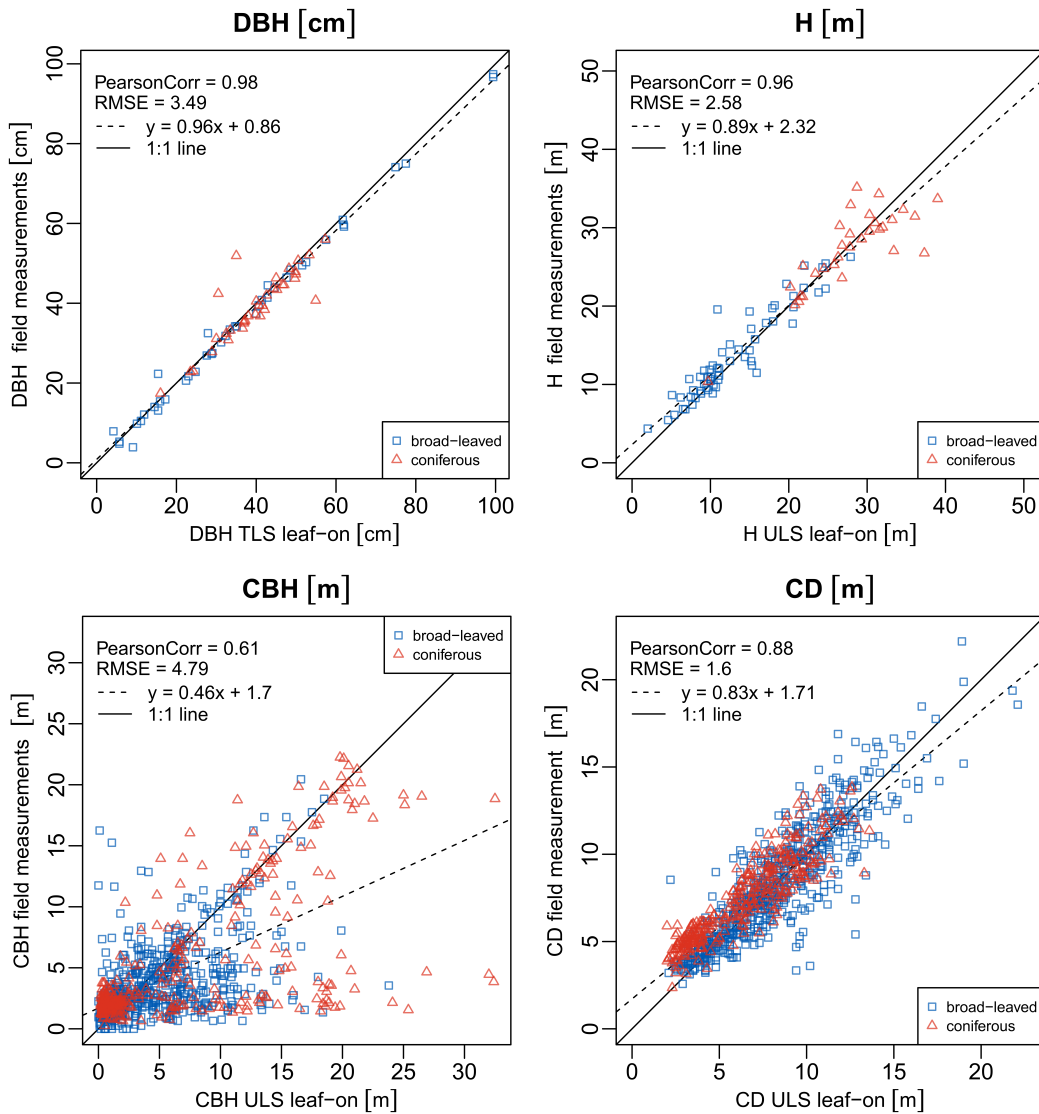 DBH [cm]
PearsonCorr = 0.98
RMSE = 3.49
y = 0.96x + 0.86
1:1 line
broad−leaved
coniferous
DBH field measurements [cm]
0 20 40 60 80 100
0 20 40 60 80 100
DBH TLS leaf−on [cm]
H [m]
PearsonCorr = 0.96
RMSE = 2.58
y = 0.89x + 2.32
1:1 line
broad−leaved
coniferous
H field measurements [m]
0 10 20 30 40 50
0 10 20 30 40 50
H ULS leaf−on [m]
CBH [m]
PearsonCorr = 0.61
RMSE = 4.79
y = 0.46x + 1.7
1:1 line
broad−leaved
coniferous
CBH field measurements [m]
0 5 10 15 20 25 30
0 5 10 15 20 25 30
CBH ULS leaf−on [m]
CD [m]
PearsonCorr = 0.88
RMSE = 1.6
y = 0.83x + 1.71
1:1 line
broad−leaved
coniferous
CD field measurement [m]
0 5 10 15 20
0 5 10 15 20
CD ULS leaf−on [m]